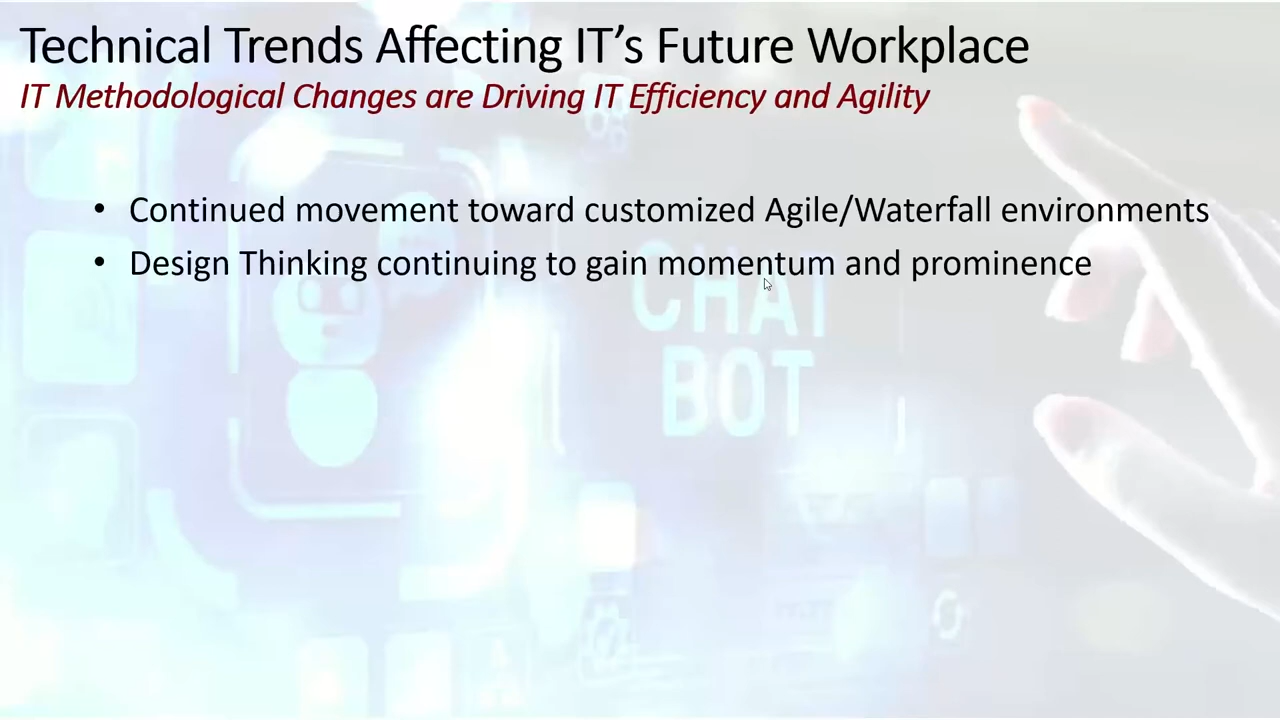 Technical Trends Affecting IT's Future Workplace
IT Methodological Changes are Driving IT Efficiency and Agility
• Continued movement toward customized Agile/Waterfall environments
• Design Thinking continuing to gain momentum and prominence
CHAT
BOT